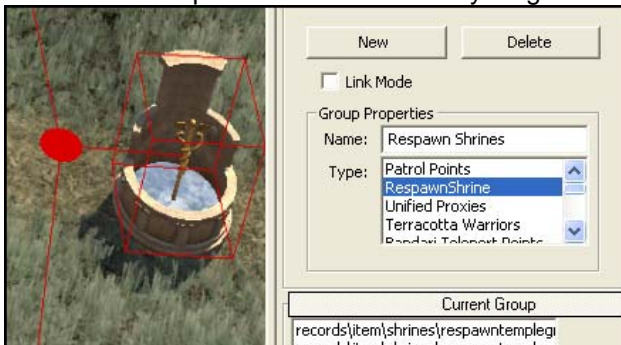 New Delete
Link Mode
Group Properties
Name: Respawn Shrines
Type: Patrol Points
RespawnShrine
Unified Proxies
Terracotta Warriors
Current Group
records\item\shrines\respawntemplegr